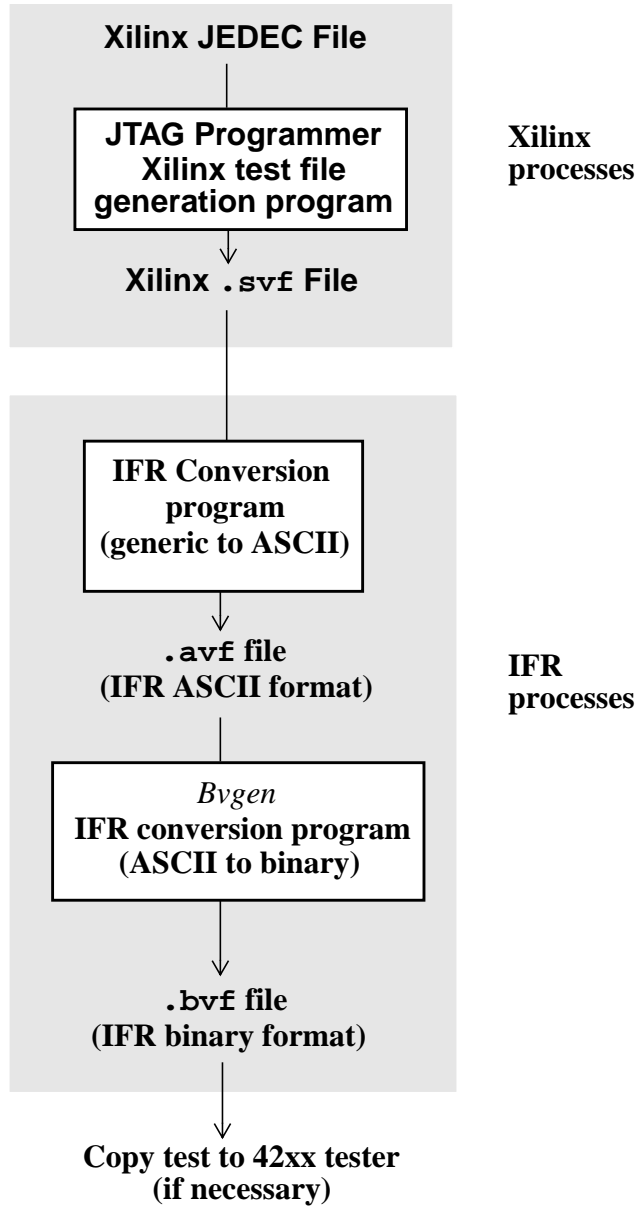 Xilinx JEDEC File
JTAG Programmer
Xilinx test file
generation program
Xilinx .svf File
Xilinx
processes
IFR Conversion
program
(generic to ASCII)
.avf file
(IFR ASCII format)
IFR
processes
Bvgen
IFR conversion program
(ASCII to binary)
.bvf file
(IFR binary format)
Copy test to 42xx tester
(if necessary)